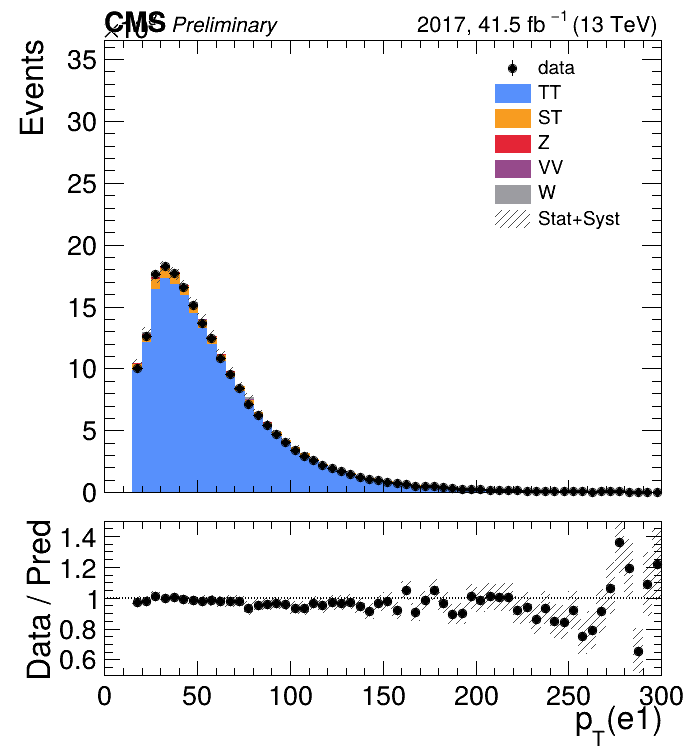 CMS Preliminary 2017, 41.5 fb⁻¹ (13 TeV)
Events
35
30
25
20
15
10
5
0
data
TT
ST
Z
VV
W
Stat+Syst
Data / Pred
1.4
1.2
1
0.8
0.6
0 50 100 150 200 250 300
p_T(e1)